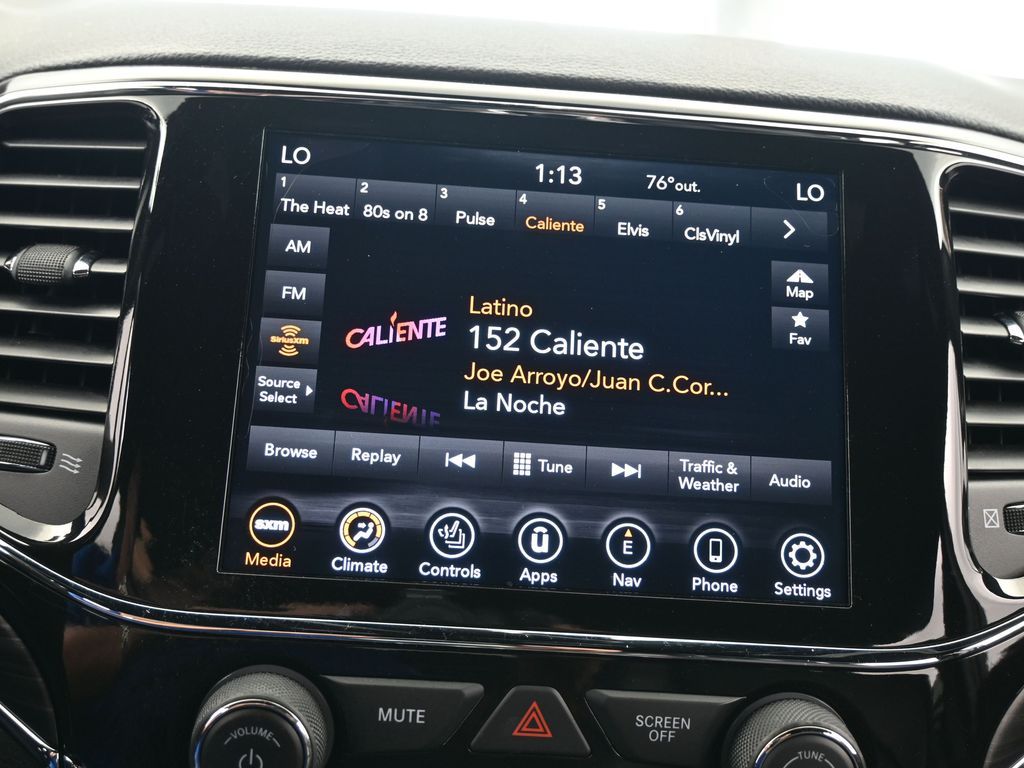 LO
1:13
76°out.
LO
1
The Heat
2
80s on 8
3
Pulse
4
Caliente
5
Elvis
6
ClsVinyl
AM
FM
SiriusXM
Source
Select
CALIENTE
Latino
152 Caliente
Joe Arroyo/Juan C.Cor...
La Noche
Map
Fav
Browse
Replay
Tune
Traffic &
Weather
Audio
sxm
Media
Climate
Controls
u
Apps
E
Nav
Phone
Settings
VOLUME
MUTE
SCREEN
OFF
TUNE